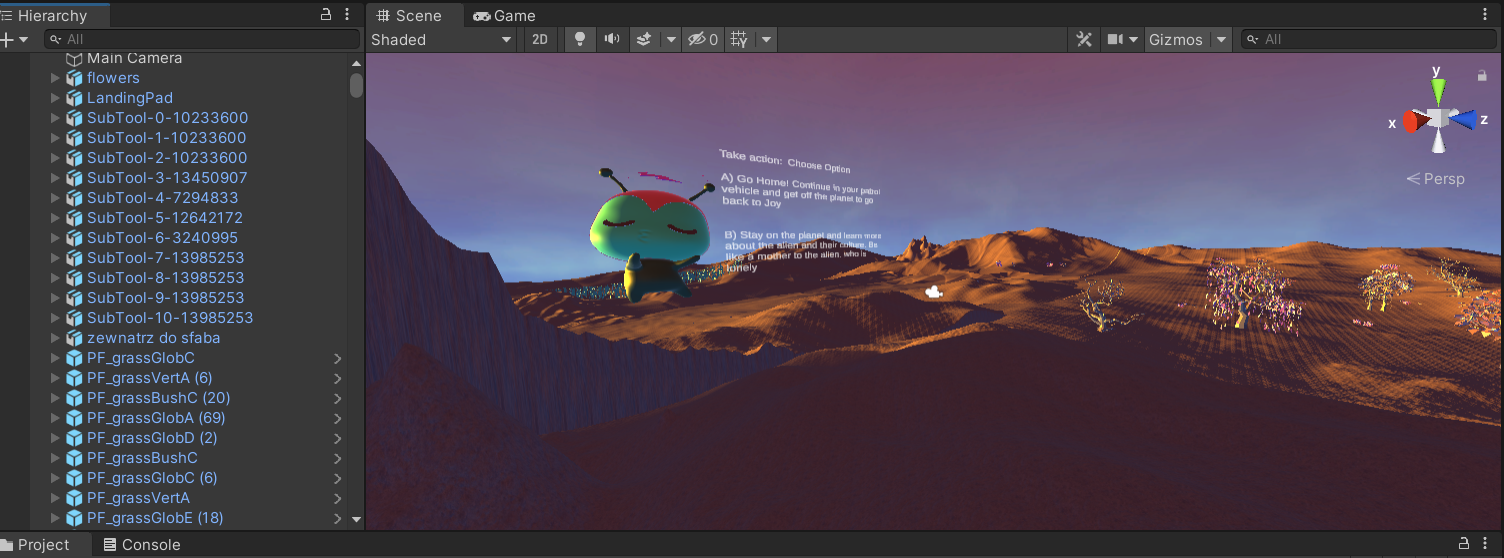 Hierarchy
All
Main Camera
flowers
LandingPad
SubTool-0-10233600
SubTool-1-10233600
SubTool-2-10233600
SubTool-3-13450907
SubTool-4-7294833
SubTool-5-12642172
SubTool-6-3240995
SubTool-7-13985253
SubTool-8-13985253
SubTool-9-13985253
SubTool-10-13985253
zewnatrz do sfaba
PF_grassGlobC
PF_grassVertA (6)
PF_grassBushC (20)
PF_grassGlobA (69)
PF_grassGlobD (2)
PF_grassBushC
PF_grassGlobC (6)
PF_grassVertA
PF_grassGlobE (18)
Scene
Game
Shaded
2D
0
Gizmos
All
y
x
z
Persp
Take action: Choose Option
A) Go Home! Continue in your patrol
vehicle and get off the planet to go
back to Joy
B) Stay on the planet and learn more
about the alien and their culture. Be
like a mother to the alien, who is
lonely
Project
Console